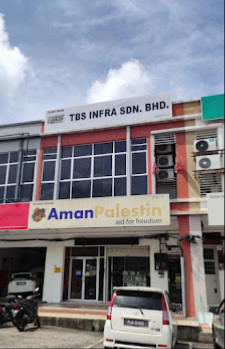 TBS INFRA SDN. BHD.
AmanPalestin
aid for freedom